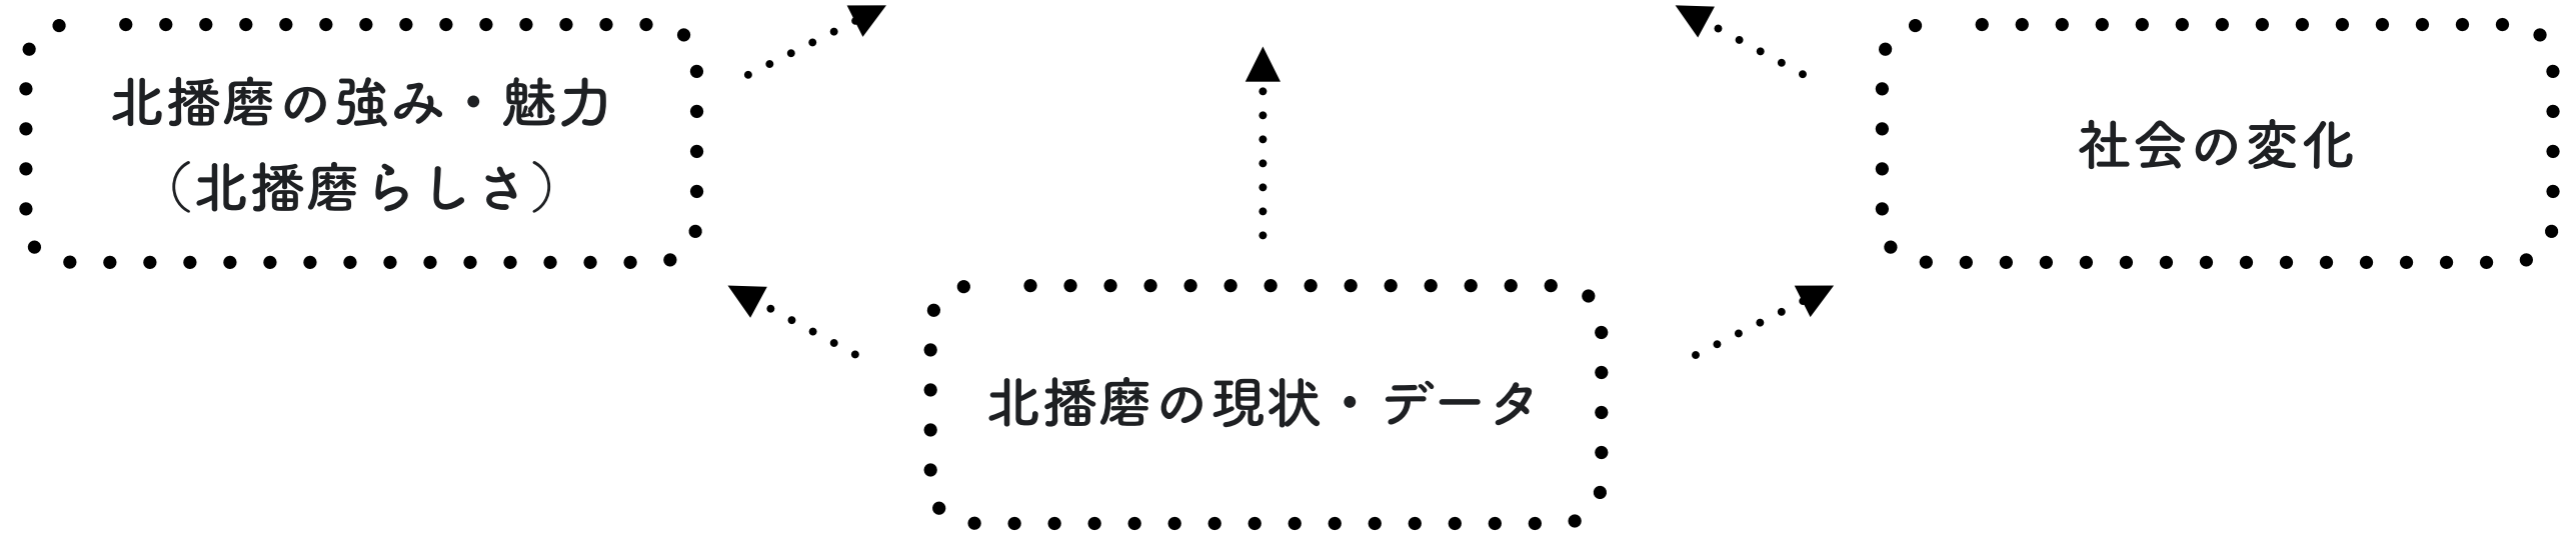 北播磨の強み・魅力
（北播磨らしさ）
社会の変化
北播磨の現状・データ